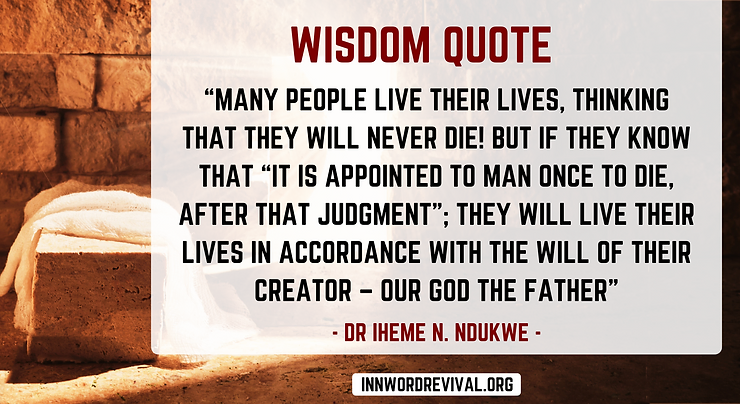 WISDOM QUOTE
“MANY PEOPLE LIVE THEIR LIVES, THINKING
THAT THEY WILL NEVER DIE! BUT IF THEY KNOW
THAT “IT IS APPOINTED TO MAN ONCE TO DIE,
AFTER THAT JUDGMENT”; THEY WILL LIVE THEIR
LIVES IN ACCORDANCE WITH THE WILL OF THEIR
CREATOR – OUR GOD THE FATHER”
- DR IHEME N. NDUKWE -
INNWORDREVIVAL.ORG